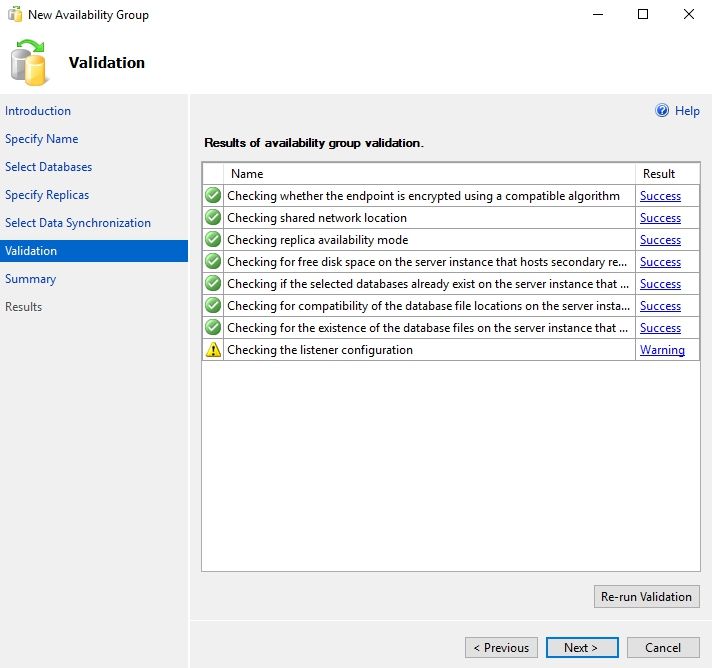 New Availability Group
Validation
Introduction
Specify Name
Select Databases
Specify Replicas
Select Data Synchronization
Validation
Summary
Results
Help
Results of availability group validation.
Name Result
Checking whether the endpoint is encrypted using a compatible algorithm Success
Checking shared network location Success
Checking replica availability mode Success
Checking for free disk space on the server instance that hosts secondary re... Success
Checking if the selected databases already exist on the server instance that ... Success
Checking for compatibility of the database file locations on the server insta... Success
Checking for the existence of the database files on the server instance that ... Success
Checking the listener configuration Warning
Re-run Validation
< Previous Next > Cancel